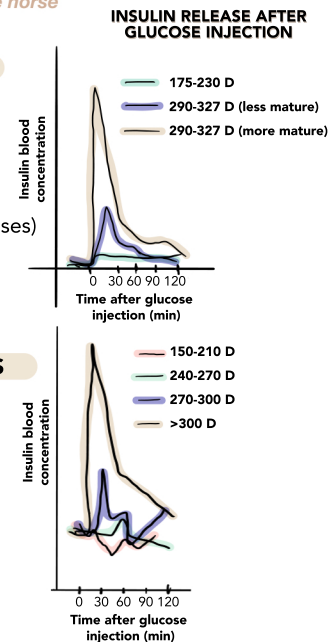 e horse
INSULIN RELEASE AFTER
GLUCOSE INJECTION
175-230 D
290-327 D (less mature)
290-327 D (more mature)
Insulin blood
concentration
ses)
0 30 60 90 120
Time after glucose
injection (min)
S
150-210 D
240-270 D
270-300 D
>300 D
Insulin blood
concentration
0 30 60 90 120
Time after glucose
injection (min)